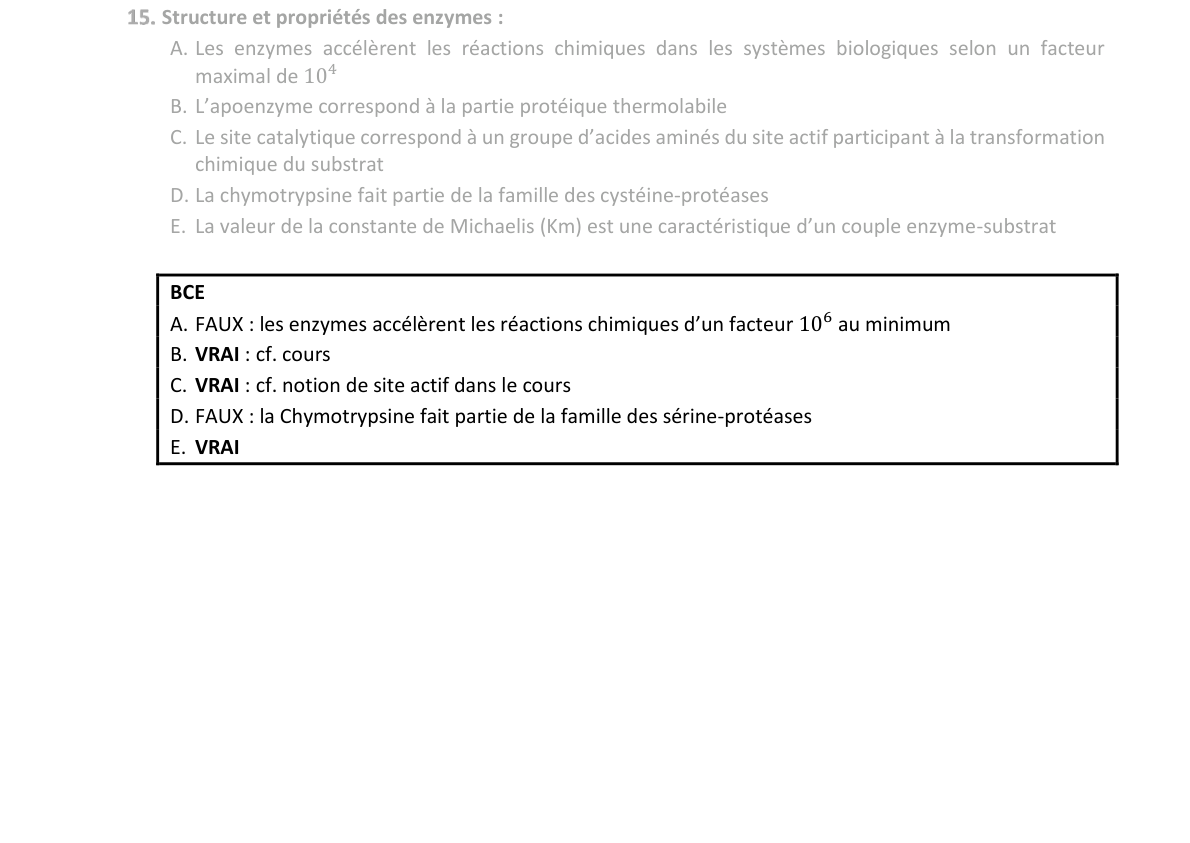 15. Structure et propriétés des enzymes :
A. Les enzymes accélèrent les réactions chimiques dans les systèmes biologiques selon un facteur
maximal de 10⁴
B. L’apoenzyme correspond à la partie protéique thermolabile
C. Le site catalytique correspond à un groupe d’acides aminés du site actif participant à la transformation
chimique du substrat
D. La chymotrypsine fait partie de la famille des cystéine-protéases
E. La valeur de la constante de Michaelis (Km) est une caractéristique d’un couple enzyme-substrat
BCE
A. FAUX : les enzymes accélèrent les réactions chimiques d’un facteur 10⁶ au minimum
B. VRAI : cf. cours
C. VRAI : cf. notion de site actif dans le cours
D. FAUX : la Chymotrypsine fait partie de la famille des sérine-protéases
E. VRAI